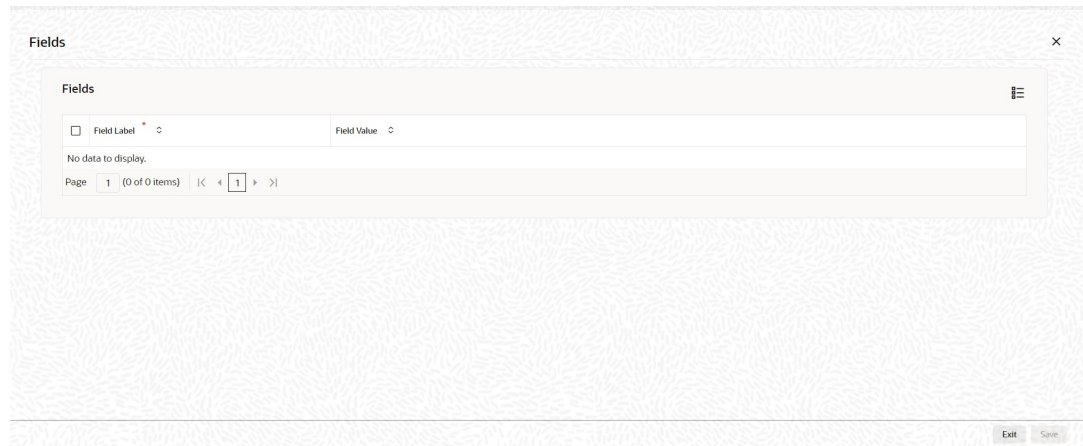 Fields
Fields
Field Label * Field Value
No data to display.
Page 1 (0 of 0 items) 1
Exit Save